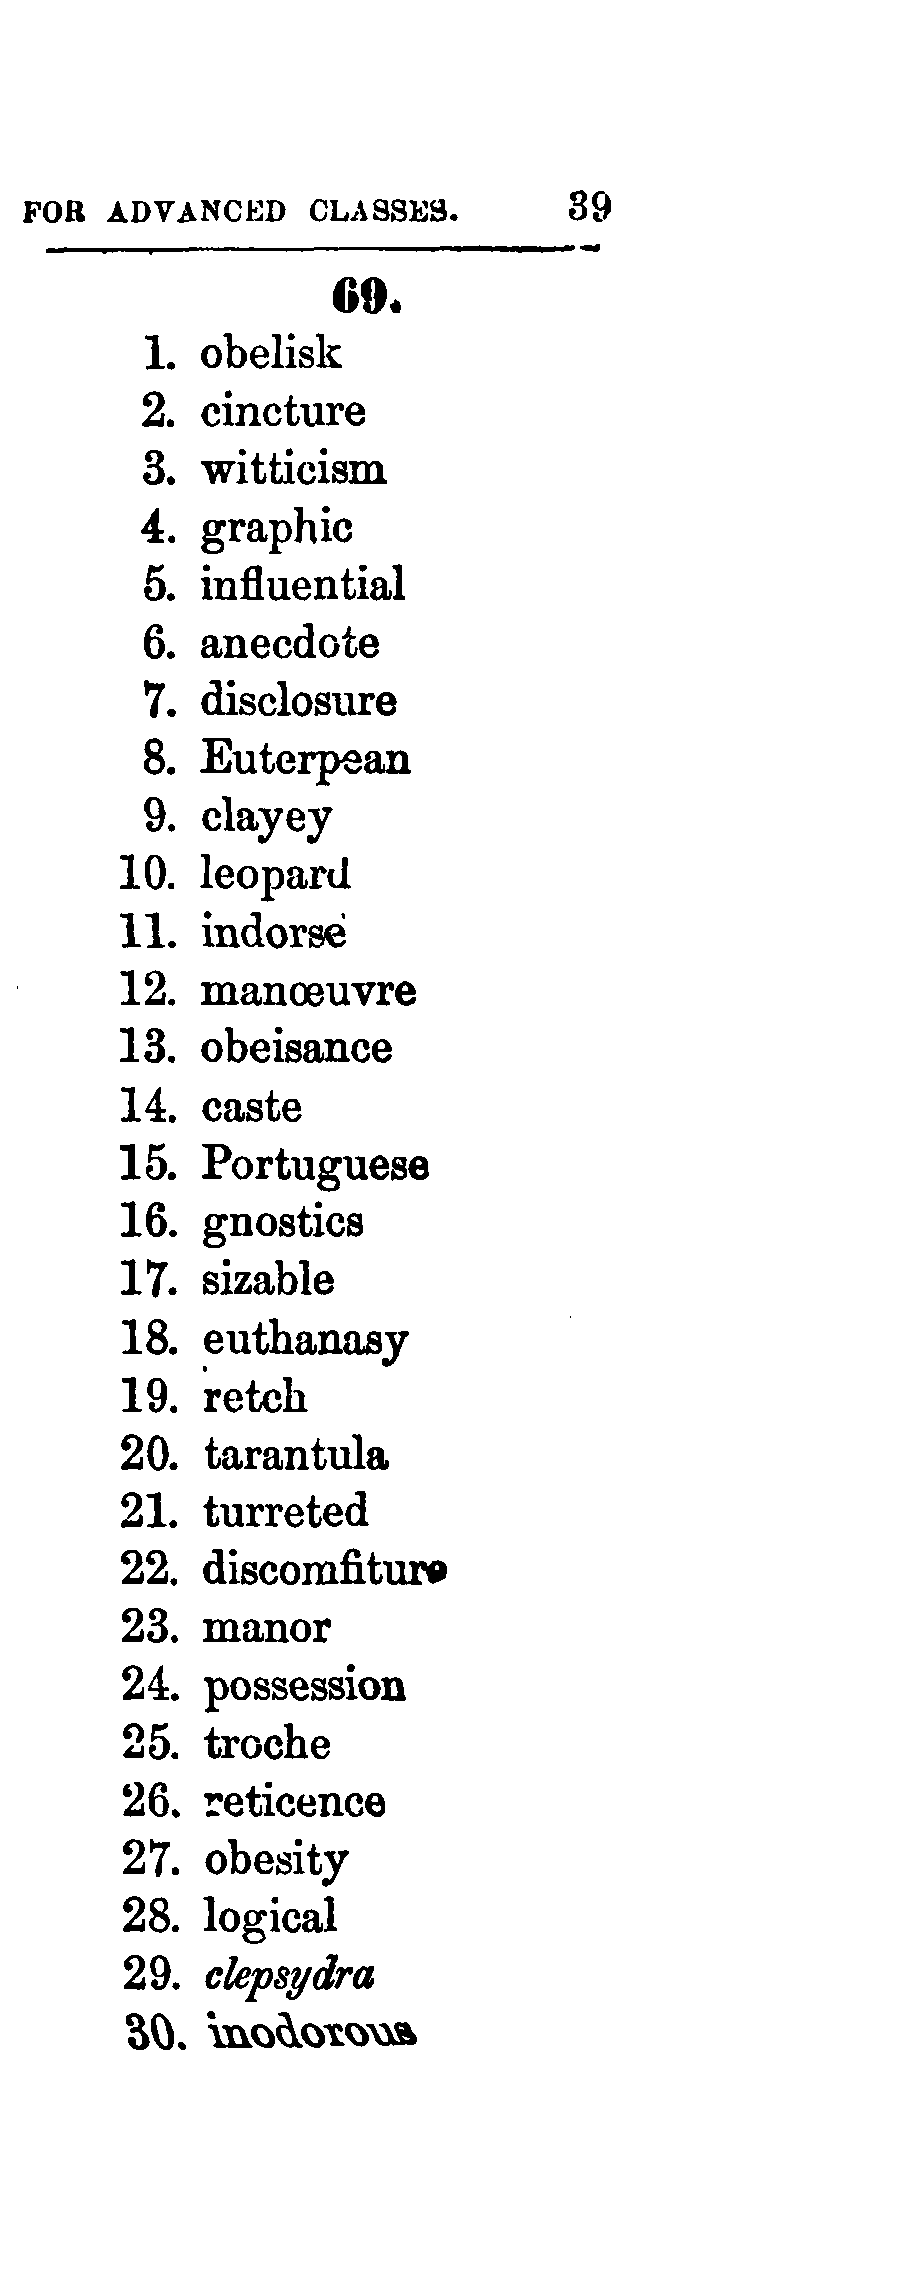 FOR ADVANCED CLASSES. 39
69.
1. obelisk
2. cincture
3. witticism
4. graphic
5. influential
6. anecdote
7. disclosure
8. Euterpean
9. clayey
10. leopard
11. indorse
12. manœuvre
13. obeisance
14. caste
15. Portuguese
16. gnostics
17. sizable
18. euthanasy
19. retch
20. tarantula
21. turreted
22. discomfiture
23. manor
24. possession
25. troche
26. reticence
27. obesity
28. logical
29. clepsydra
30. inodorous